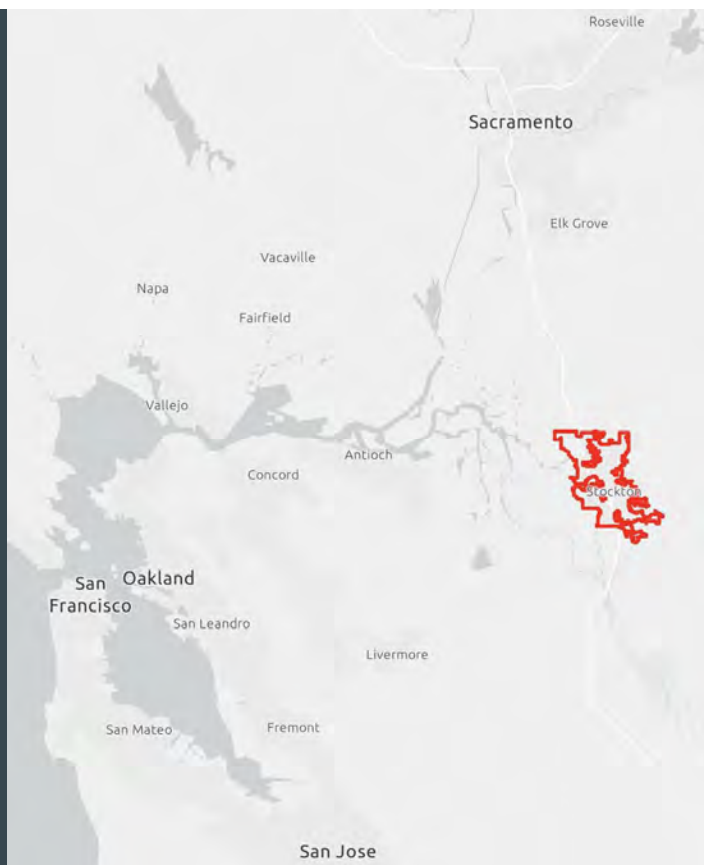 Roseville
Sacramento
Elk Grove
Vacaville
Napa
Fairfield
Vallejo
Antioch
Concord
Stockton
San
Francisco
Oakland
San Leandro
Livermore
San Mateo
Fremont
San Jose